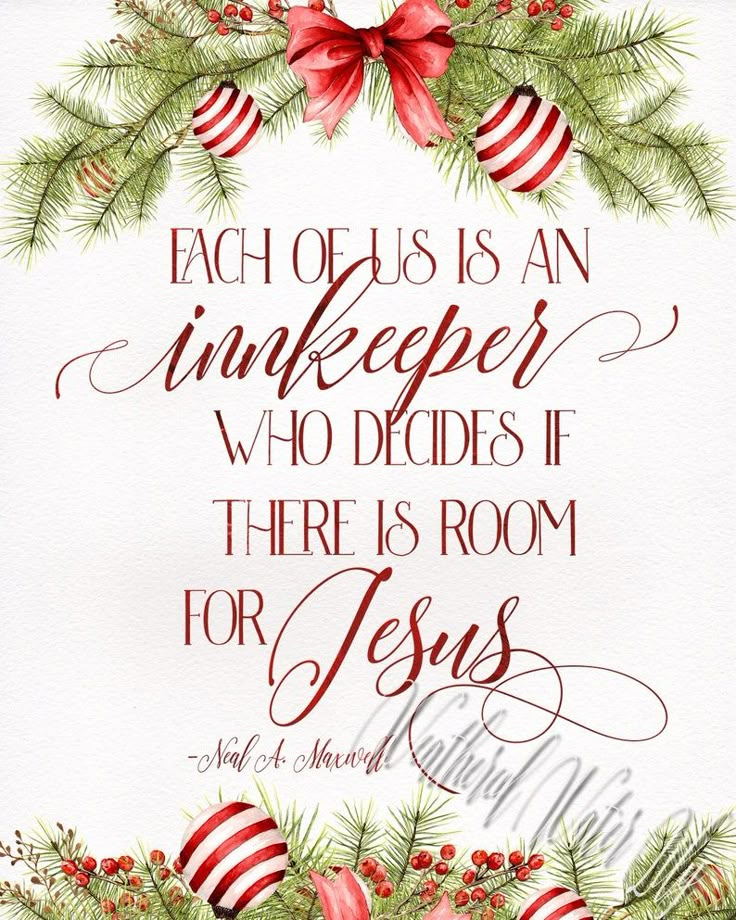 EACH OF US IS AN
innkeeper
WHO DECIDES IF
THERE IS ROOM
FOR Jesus
-Neal A. Maxwell